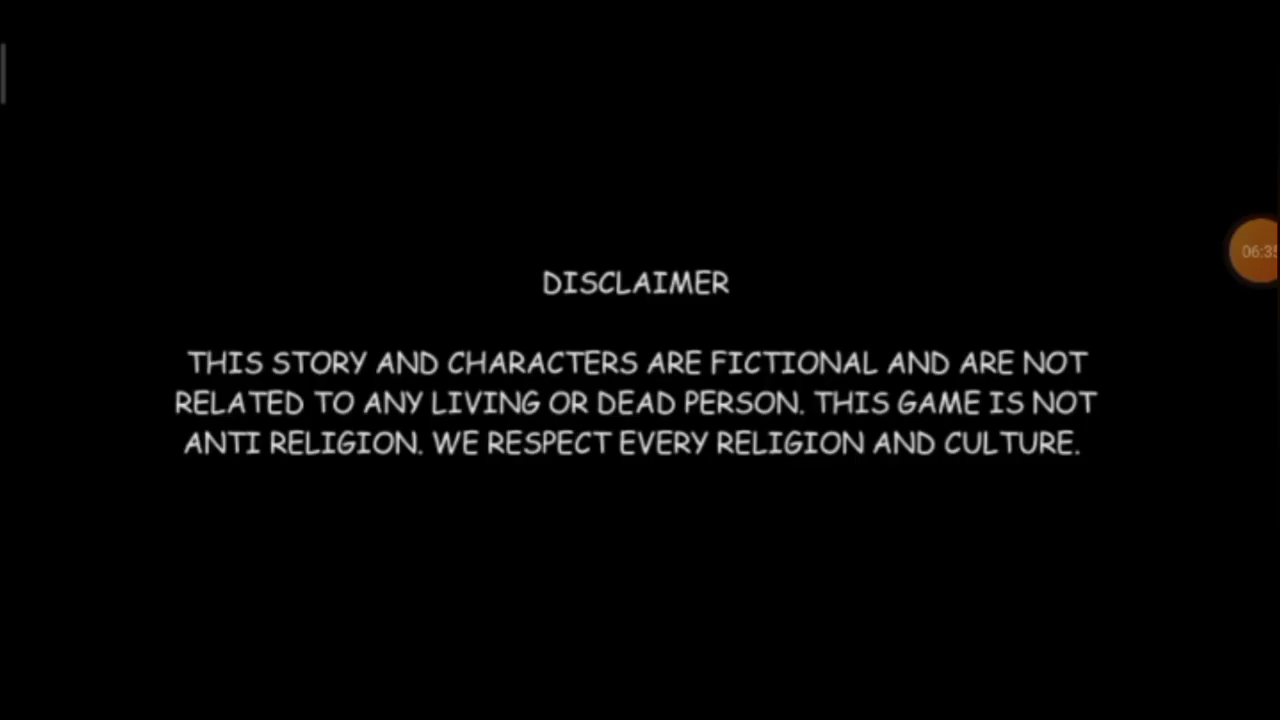 DISCLAIMER
THIS STORY AND CHARACTERS ARE FICTIONAL AND ARE NOT
RELATED TO ANY LIVING OR DEAD PERSON. THIS GAME IS NOT
ANTI RELIGION. WE RESPECT EVERY RELIGION AND CULTURE.